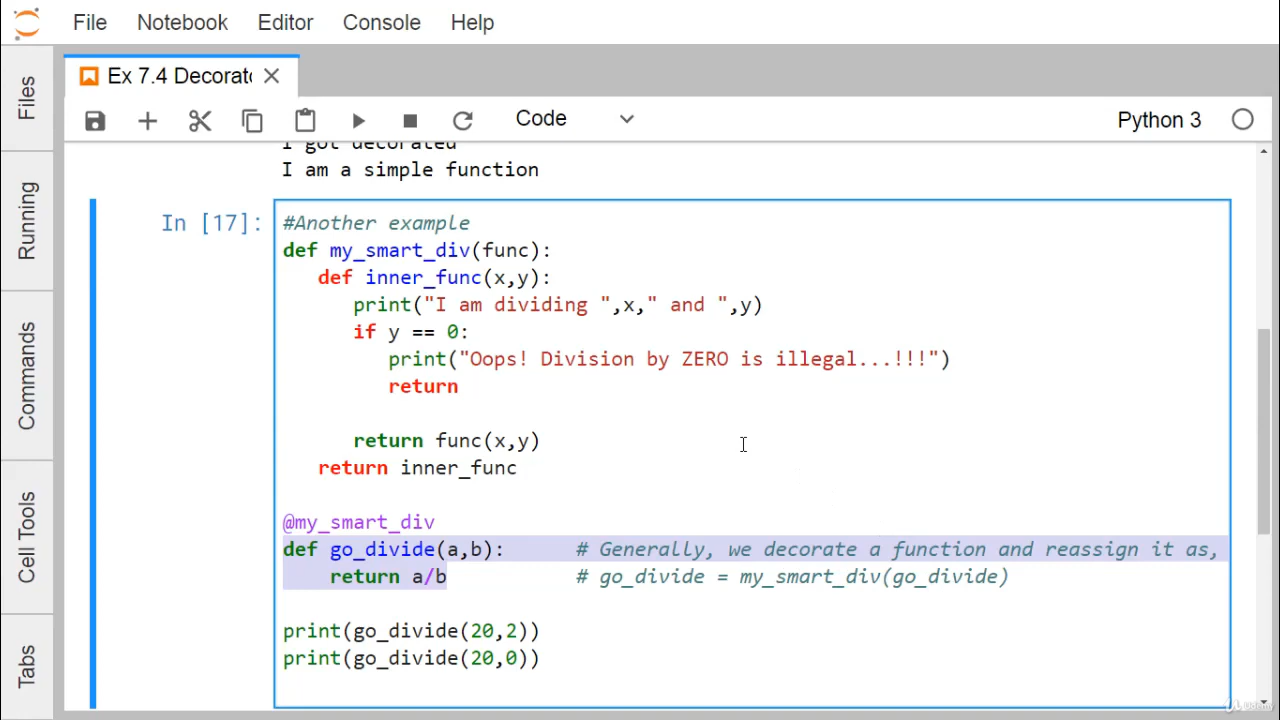 File Notebook Editor Console Help
Files
Running
Commands
Cell Tools
Tabs
Ex 7.4 Decorat
Code
Python 3
I got decorated
I am a simple function
In [17]:
#Another example
def my_smart_div(func):
def inner_func(x,y):
print("I am dividing ",x," and ",y)
if y == 0:
print("Oops! Division by ZERO is illegal...!!!")
return
return func(x,y)
return inner_func
@my_smart_div
def go_divide(a,b): # Generally, we decorate a function and reassign it as,
return a/b # go_divide = my_smart_div(go_divide)
print(go_divide(20,2))
print(go_divide(20,0))